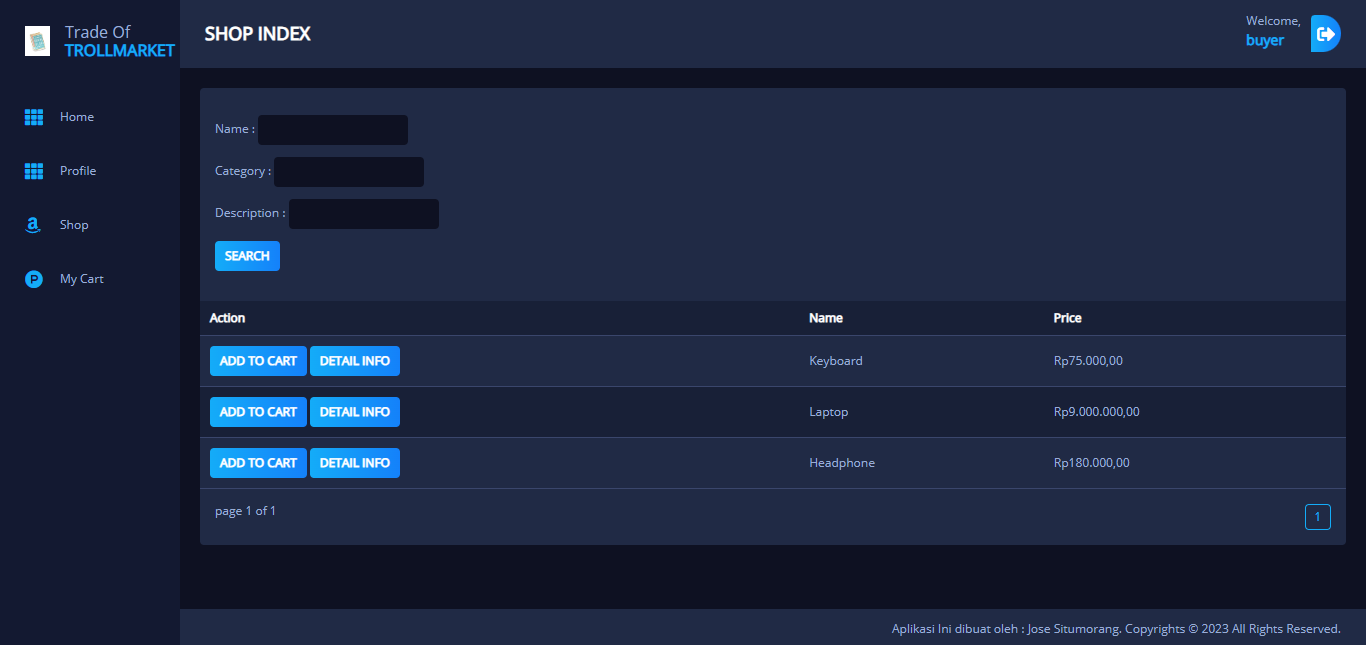 Trade Of
TROLLMARKET
Home
Profile
Shop
My Cart
SHOP INDEX
Welcome,
buyer
Name :
Category :
Description :
SEARCH
Action Name Price
ADD TO CART DETAIL INFO Keyboard Rp75.000,00
ADD TO CART DETAIL INFO Laptop Rp9.000.000,00
ADD TO CART DETAIL INFO Headphone Rp180.000,00
page 1 of 1
1
Aplikasi Ini dibuat oleh : Jose Situmorang. Copyrights © 2023 All Rights Reserved.